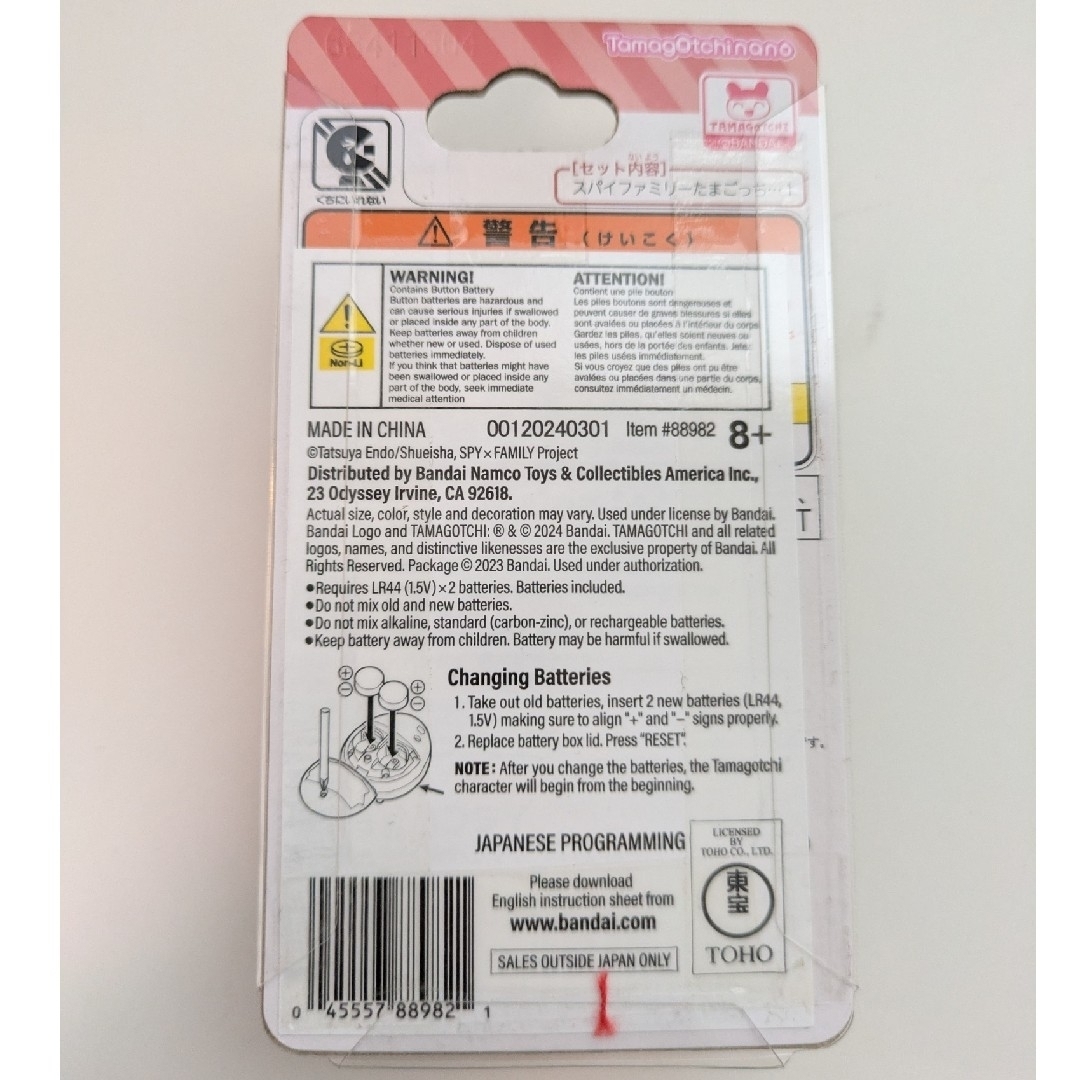 TamagOtchi nano
TAMAGOTCHI
BANDAI
くちにいれない
[セット内容]
ないよう
スパイファミリーたまごっち…1
警告 (けいこく)
WARNING!
Contains Button Battery
Button batteries are hazardous and
can cause serious injuries if swallowed
or placed inside any part of the body.
Keep batteries away from children
whether new or used. Dispose of used
batteries immediately.
If you think that batteries might have
been swallowed or placed inside any
part of the body, seek immediate
medical attention
Non-Li
ATTENTION!
Contient une pile bouton
Les piles boutons sont dangereuses et
peuvent causer de graves blessures si elles
sont avalées ou placées à l'intérieur du corps
Gardez les piles, qu'elles soient neuves ou
usées, hors de la portée des enfants. Jetez
les piles usées immédiatement.
Si vous croyez que des piles ont pu être
avalées ou placées dans une partie du corps,
consultez immédiatement un médecin.
MADE IN CHINA 00120240301 Item #88982 8+
©Tatsuya Endo/Shueisha, SPY×FAMILY Project
Distributed by Bandai Namco Toys & Collectibles America Inc.,
23 Odyssey Irvine, CA 92618.
Actual size, color, style and decoration may vary. Used under license by Bandai.
Bandai Logo and TAMAGOTCHI: ® & © 2024 Bandai. TAMAGOTCHI and all related
logos, names, and distinctive likenesses are the exclusive property of Bandai. All
Rights Reserved. Package © 2023 Bandai. Used under authorization.
●Requires LR44 (1.5V)×2 batteries. Batteries included.
●Do not mix old and new batteries.
●Do not mix alkaline, standard (carbon-zinc), or rechargeable batteries.
●Keep battery away from children. Battery may be harmful if swallowed.
Changing Batteries
1. Take out old batteries, insert 2 new batteries (LR44,
1.5V) making sure to align "+" and "–" signs properly.
2. Replace battery box lid. Press "RESET".
NOTE: After you change the batteries, the Tamagotchi
character will begin from the beginning.
す。
JAPANESE PROGRAMMING
Please download
English instruction sheet from
www.bandai.com
SALES OUTSIDE JAPAN ONLY
LICENSED
BY
TOHO CO., LTD.
東宝
TOHO
0 45557 88982 1